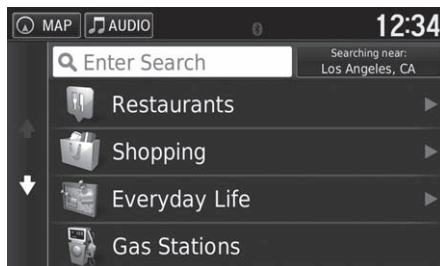 MAP
AUDIO
12:34
Enter Search
Searching near:
Los Angeles, CA
Restaurants
Shopping
Everyday Life
Gas Stations